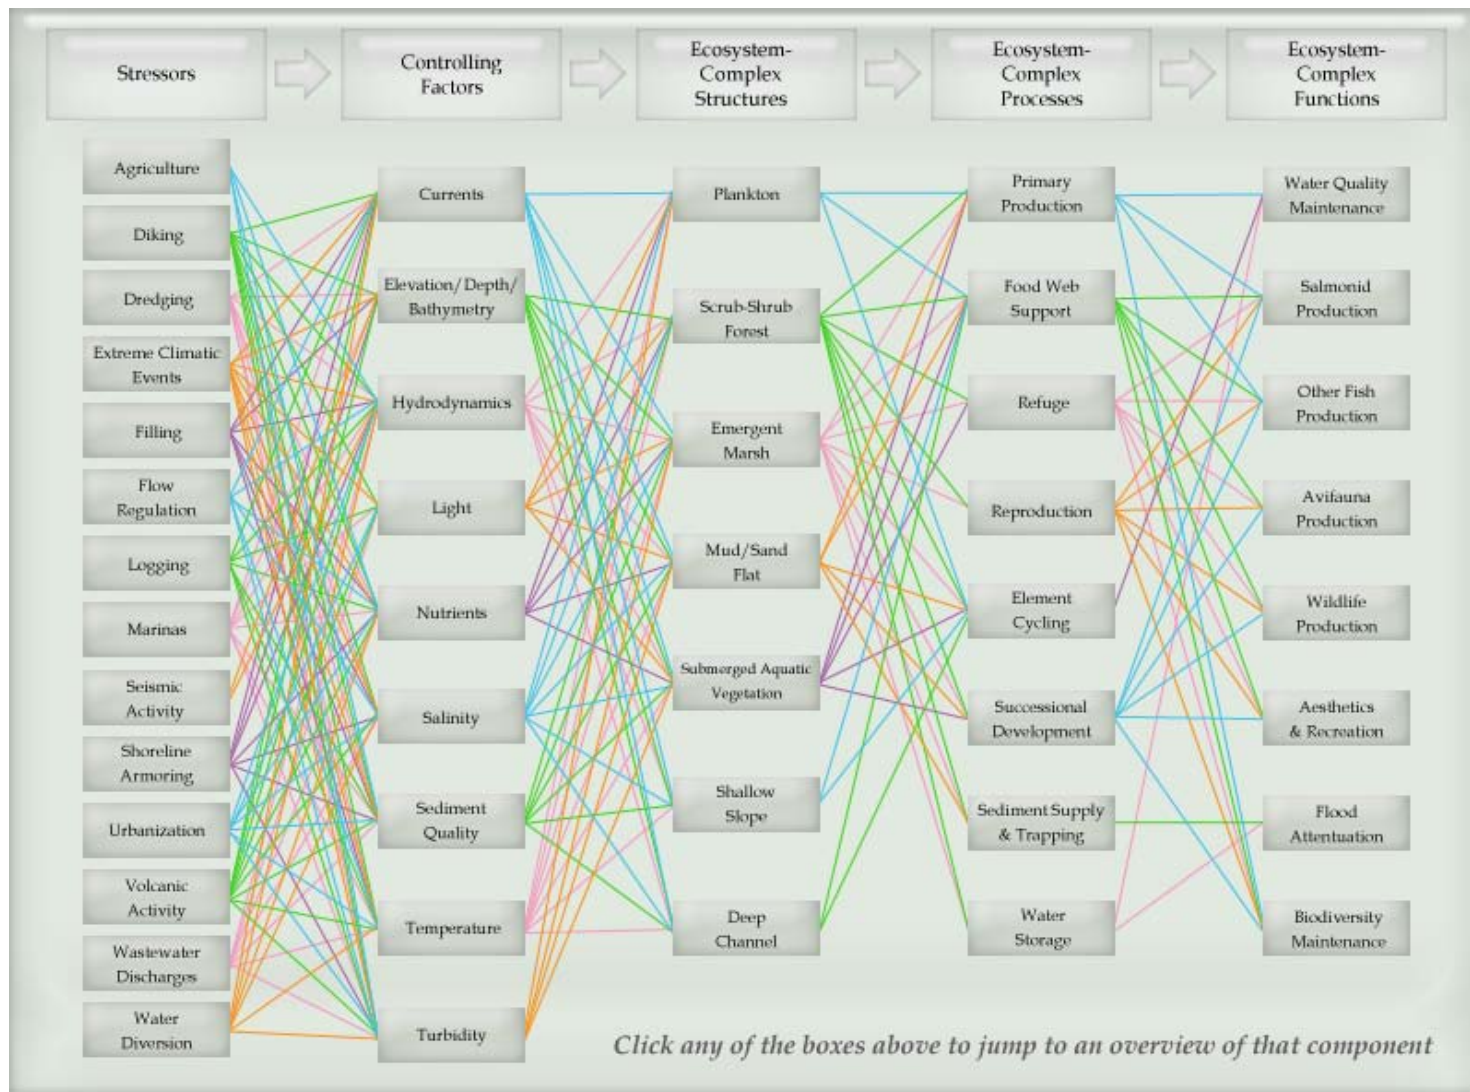 Stressors
Controlling
Factors
Ecosystem-
Complex
Structures
Ecosystem-
Complex
Processes
Ecosystem-
Complex
Functions
Agriculture
Diking
Dredging
Extreme Climatic
Events
Filling
Flow
Regulation
Logging
Marinas
Seismic
Activity
Shoreline
Armoring
Urbanization
Volcanic
Activity
Wastewater
Discharges
Water
Diversion
Currents
Elevation/Depth/
Bathymetry
Hydrodynamics
Light
Nutrients
Salinity
Sediment
Quality
Temperature
Turbidity
Plankton
Scrub-Shrub
Forest
Emergent
Marsh
Mud/Sand
Flat
Submerged Aquatic
Vegetation
Shallow
Slope
Deep
Channel
Primary
Production
Food Web
Support
Refuge
Reproduction
Element
Cycling
Successional
Development
Sediment Supply
& Trapping
Water
Storage
Water Quality
Maintenance
Salmonid
Production
Other Fish
Production
Avifauna
Production
Wildlife
Production
Aesthetics
& Recreation
Flood
Attentuation
Biodiversity
Maintenance
Click any of the boxes above to jump to an overview of that component